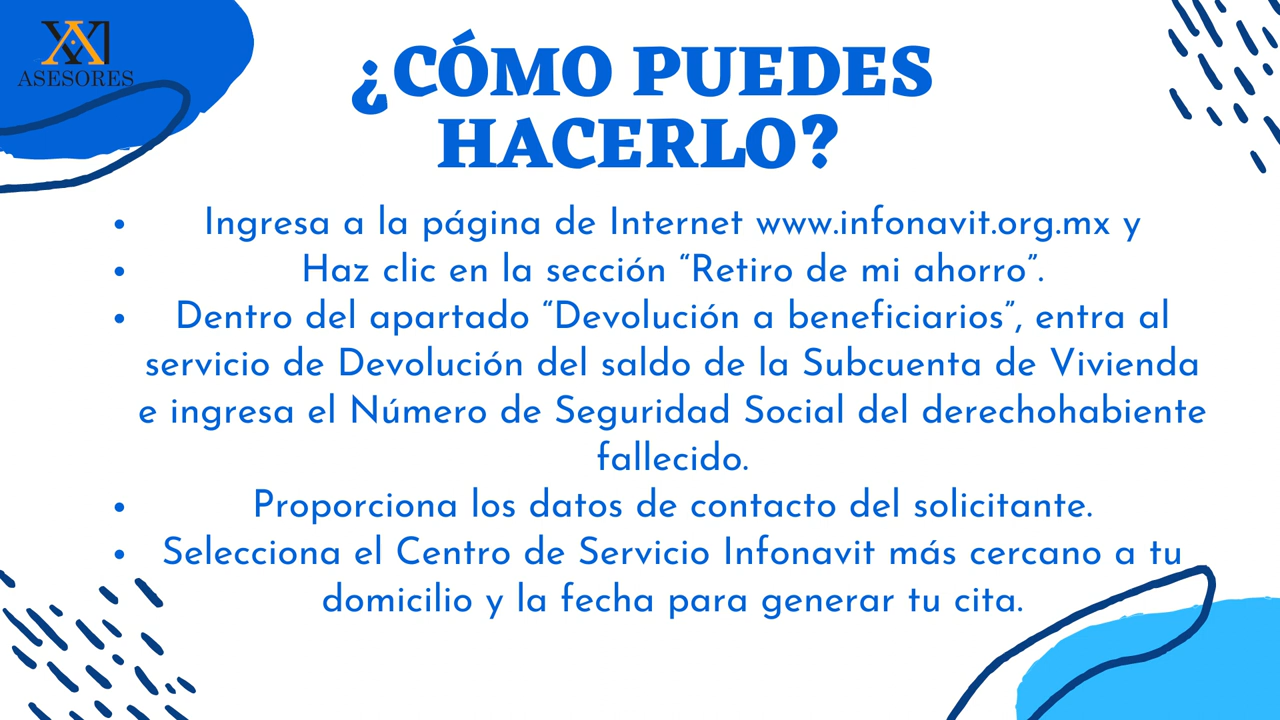 ASESORES
¿CÓMO PUEDES
HACERLO?
• Ingresa a la página de Internet www.infonavit.org.mx y
• Haz clic en la sección “Retiro de mi ahorro”.
• Dentro del apartado “Devolución a beneficiarios”, entra al
servicio de Devolución del saldo de la Subcuenta de Vivienda
e ingresa el Número de Seguridad Social del derechohabiente
fallecido.
• Proporciona los datos de contacto del solicitante.
• Selecciona el Centro de Servicio Infonavit más cercano a tu
domicilio y la fecha para generar tu cita.